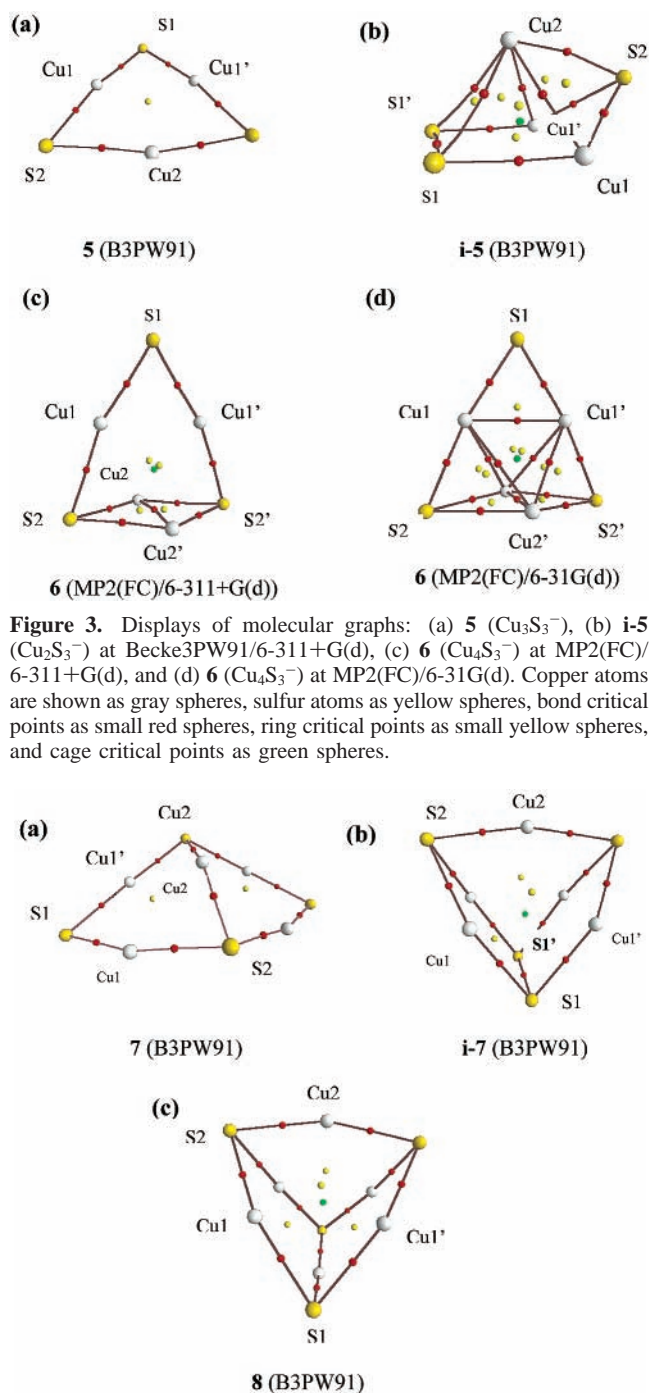 (a)
S1
Cu1
Cu1’
S2
Cu2
5 (B3PW91)
(b)
Cu2
S2
S1’
Cu1’
S1
Cu1
i-5 (B3PW91)
(c)
S1
Cu1
Cu1’
Cu2
S2
S2’
Cu2’
6 (MP2(FC)/6-311+G(d))
(d)
S1
Cu1
Cu1’
S2
S2’
Cu2’
6 (MP2(FC)/6-31G(d))
Figure 3. Displays of molecular graphs: (a) 5 (Cu₃S₃⁻), (b) i-5
(Cu₂S₃⁻) at Becke3PW91/6-311+G(d), (c) 6 (Cu₄S₃⁻) at MP2(FC)/
6-311+G(d), and (d) 6 (Cu₄S₃⁻) at MP2(FC)/6-31G(d). Copper atoms
are shown as gray spheres, sulfur atoms as yellow spheres, bond critical
points as small red spheres, ring critical points as small yellow spheres,
and cage critical points as green spheres.
(a)
Cu2
Cu1’
Cu2
S1
Cu1
S2
7 (B3PW91)
(b)
S2
Cu2
S1’
Cu1
Cu1’
S1
i-7 (B3PW91)
(c)
Cu2
S2
Cu1
Cu1’
S1
8 (B3PW91)